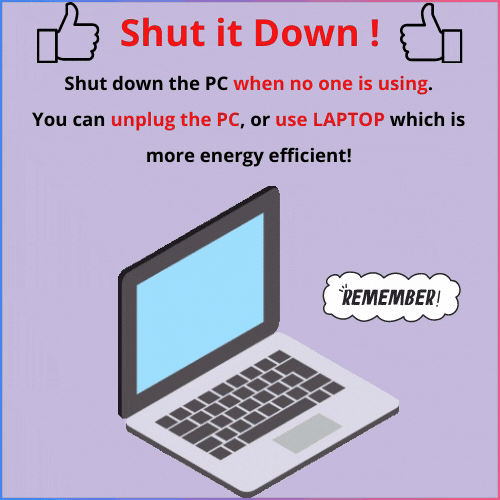 Shut it Down !
Shut down the PC when no one is using.
You can unplug the PC, or use LAPTOP which is
more energy efficient!
REMEMBER!